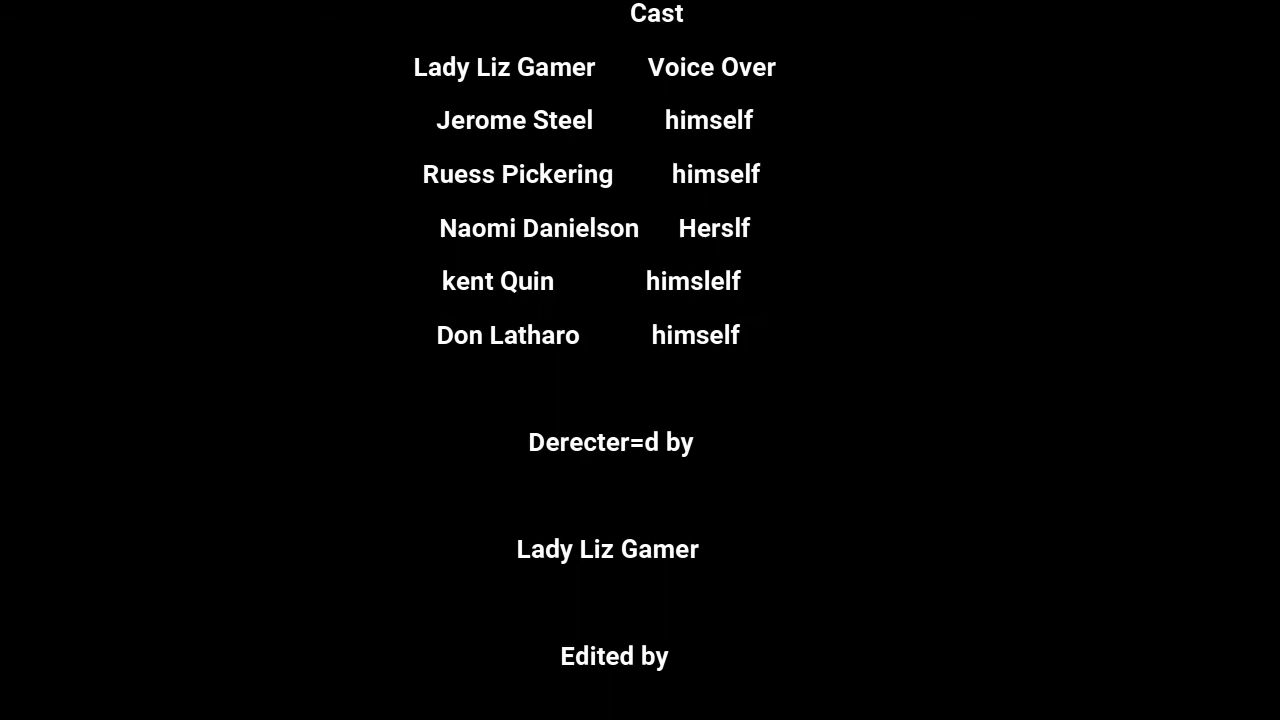 Cast
Lady Liz Gamer Voice Over
Jerome Steel himself
Ruess Pickering himself
Naomi Danielson Herslf
kent Quin himslelf
Don Latharo himself
Derecter=d by
Lady Liz Gamer
Edited by